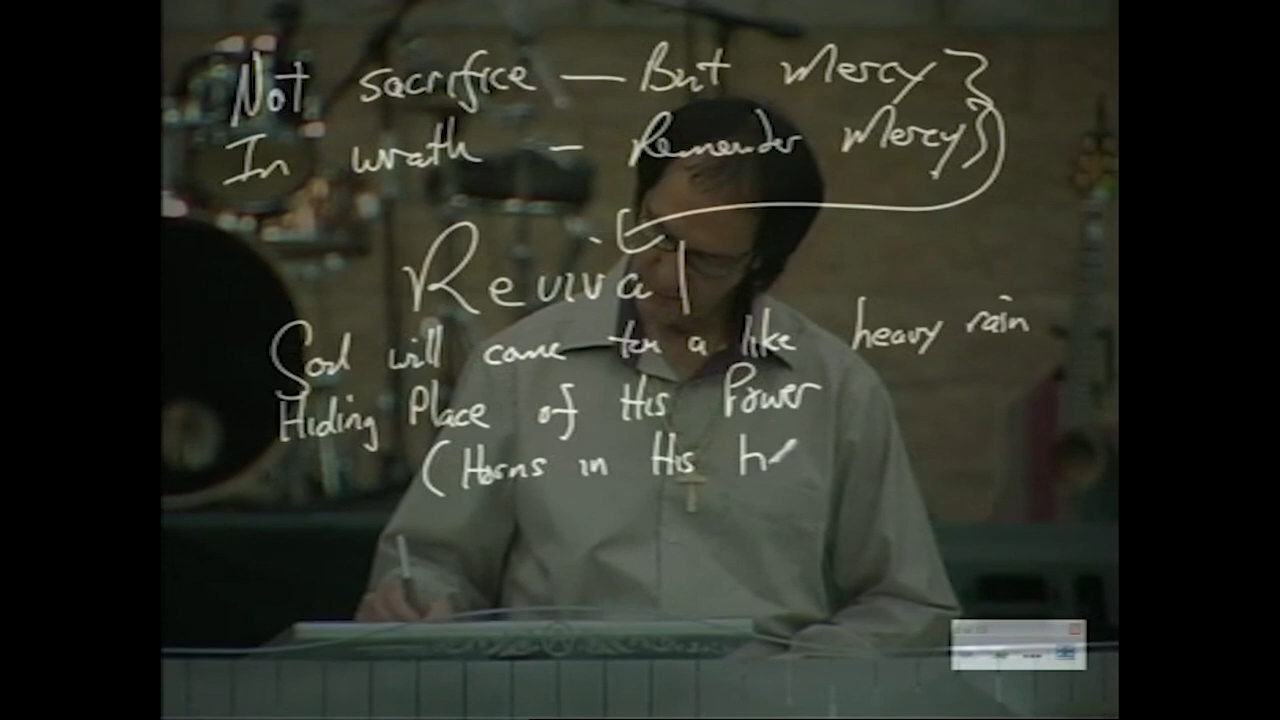 Not sacrifice — But Mercy }
In wrath - Remember Mercy }
Revival
God will come to a like heavy rain
Hiding Place of His Power
(Horns in His h